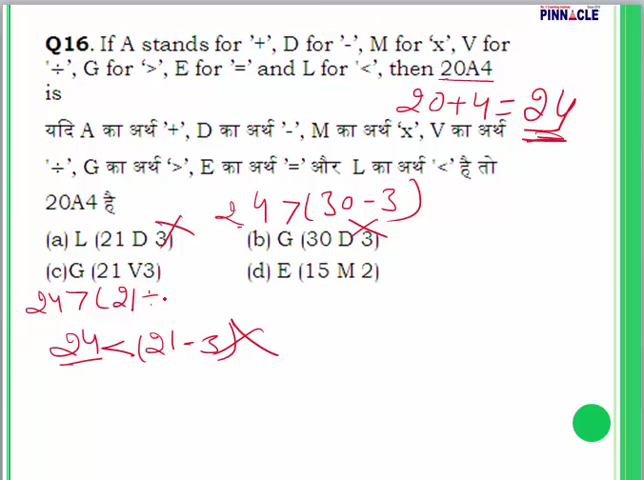 PINNACLE
Q16. If A stands for '+', D for '-', M for 'x', V for
'÷', G for '>', E for '=' and L for '<', then 20A4
is
20+4=24
यदि A का अर्थ '+', D का अर्थ '-', M का अर्थ 'x', V का अर्थ
'÷', G का अर्थ '>', E का अर्थ '=' और L का अर्थ '<' है तो
20A4 है
24>(30-3)
(a) L (21 D 3)
(b) G (30 D 3)
(c)G (21 V3)
(d) E (15 M 2)
24>(21÷
24<(21-3)